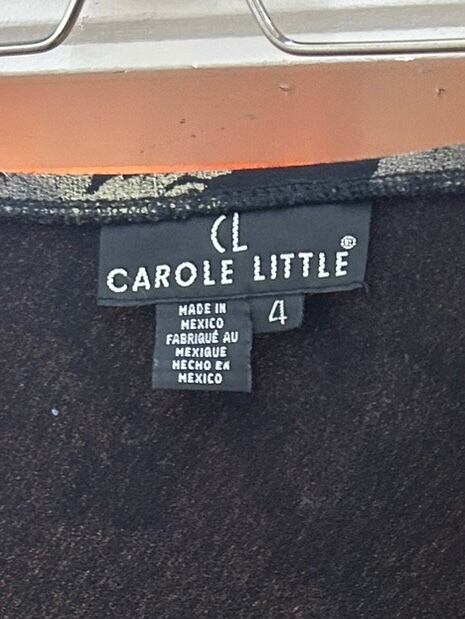 CL
CAROLE LITTLE®
4
MADE IN
MEXICO
FABRIQUÉ AU
MEXIQUE
HECHO EN
MEXICO